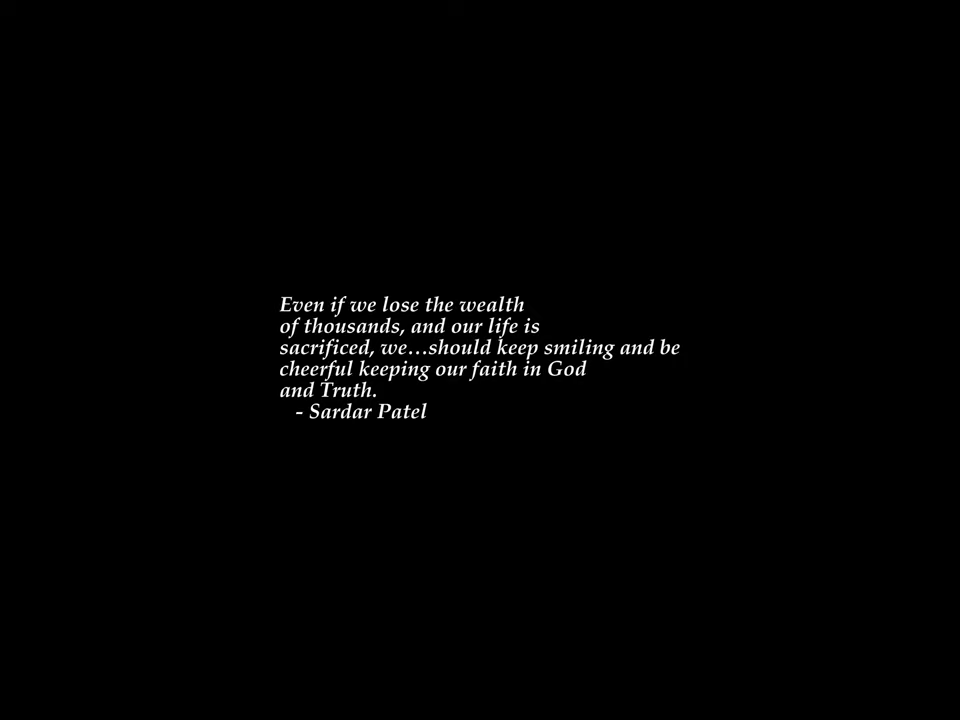 Even if we lose the wealth
of thousands, and our life is
sacrificed, we…should keep smiling and be
cheerful keeping our faith in God
and Truth.
- Sardar Patel